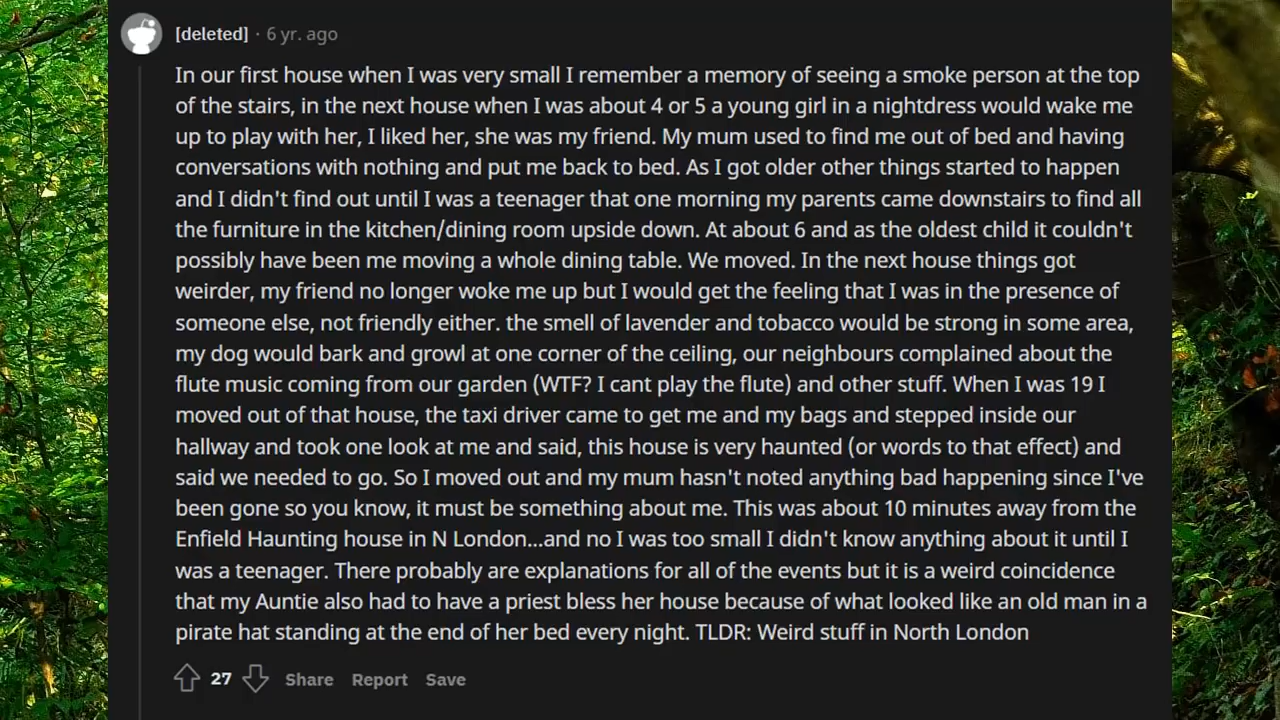 [deleted] · 6 yr. ago
In our first house when I was very small I remember a memory of seeing a smoke person at the top
of the stairs, in the next house when I was about 4 or 5 a young girl in a nightdress would wake me
up to play with her, I liked her, she was my friend. My mum used to find me out of bed and having
conversations with nothing and put me back to bed. As I got older other things started to happen
and I didn't find out until I was a teenager that one morning my parents came downstairs to find all
the furniture in the kitchen/dining room upside down. At about 6 and as the oldest child it couldn't
possibly have been me moving a whole dining table. We moved. In the next house things got
weirder, my friend no longer woke me up but I would get the feeling that I was in the presence of
someone else, not friendly either. the smell of lavender and tobacco would be strong in some area,
my dog would bark and growl at one corner of the ceiling, our neighbours complained about the
flute music coming from our garden (WTF? I cant play the flute) and other stuff. When I was 19 I
moved out of that house, the taxi driver came to get me and my bags and stepped inside our
hallway and took one look at me and said, this house is very haunted (or words to that effect) and
said we needed to go. So I moved out and my mum hasn't noted anything bad happening since I've
been gone so you know, it must be something about me. This was about 10 minutes away from the
Enfield Haunting house in N London...and no I was too small I didn't know anything about it until I
was a teenager. There probably are explanations for all of the events but it is a weird coincidence
that my Auntie also had to have a priest bless her house because of what looked like an old man in a
pirate hat standing at the end of her bed every night. TLDR: Weird stuff in North London
27 Share Report Save